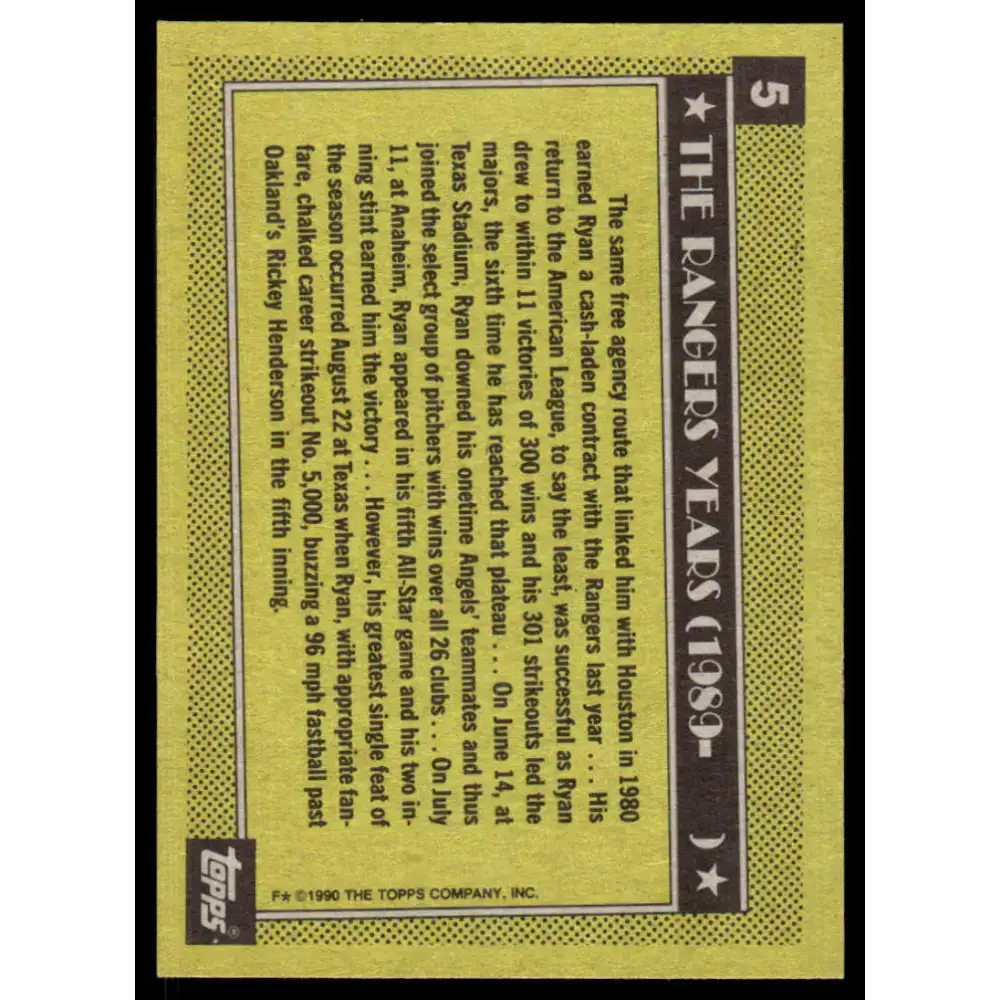 5
★ THE RANGERS YEARS (1989- ) ★
The same free agency route that linked him with Houston in 1980
earned Ryan a cash-laden contract with the Rangers last year . . . His
return to the American League, to say the least, was successful as Ryan
drew to within 11 victories of 300 wins and his 301 strikeouts led the
majors, the sixth time he has reached that plateau . . . On June 14, at
Texas Stadium, Ryan downed his onetime Angels' teammates and thus
joined the select group of pitchers with wins over all 26 clubs . . . On July
11, at Anaheim, Ryan appeared in his fifth All-Star game and his two in-
ning stint earned him the victory . . . However, his greatest single feat of
the season occurred August 22 at Texas when Ryan, with appropriate fan-
fare, chalked career strikeout No. 5,000, buzzing a 96 mph fastball past
Oakland's Rickey Henderson in the fifth inning.
F★ ©1990 THE TOPPS COMPANY, INC.
topps®